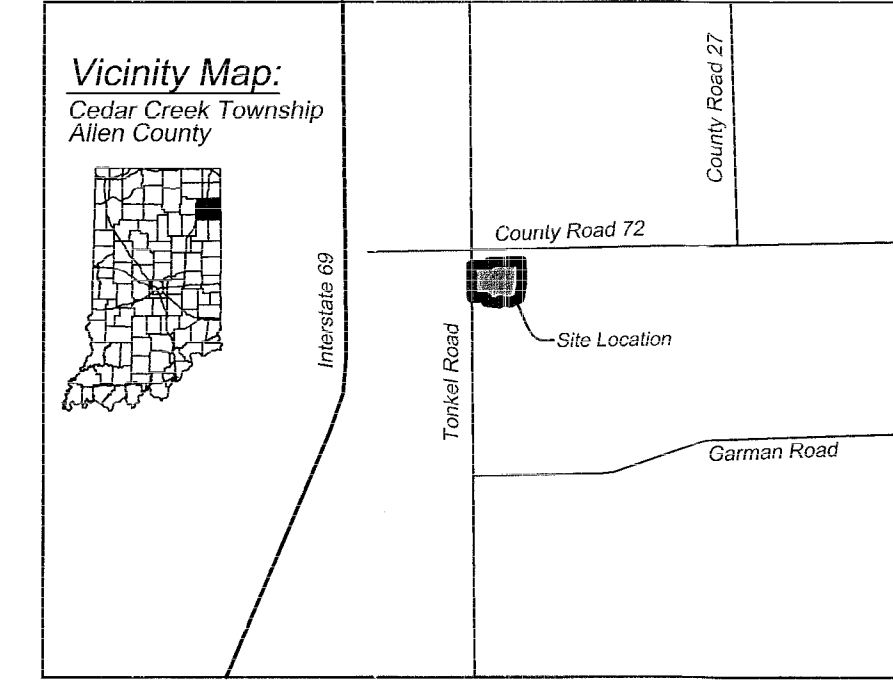 Vicinity Map:
Cedar Creek Township
Allen County
County Road 27
County Road 72
Interstate 69
Site Location
Tonkel Road
Garman Road